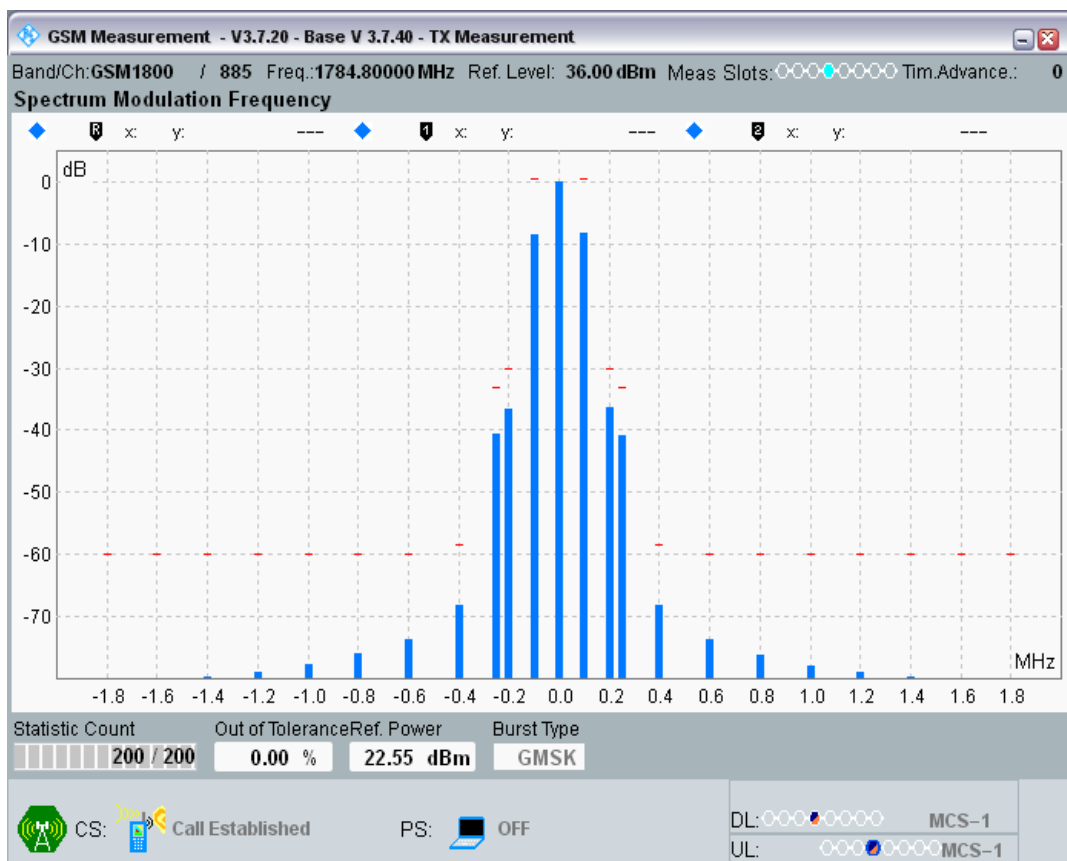 GSM Measurement - V3.7.20 - Base V 3.7.40 - TX Measurement
Band/Ch:GSM1800 / 885 Freq.:1784.80000 MHz Ref. Level: 36.00 dBm Meas Slots: Tim.Advance.: 0
Spectrum Modulation Frequency
R x: y: --- 1 x: y: --- 2 x: y: ---
dB
0
-10
-20
-30
-40
-50
-60
-70
MHz
-1.8 -1.6 -1.4 -1.2 -1.0 -0.8 -0.6 -0.4 -0.2 0.0 0.2 0.4 0.6 0.8 1.0 1.2 1.4 1.6 1.8
Statistic Count Out of Tolerance Ref. Power Burst Type
200 / 200 0.00 % 22.55 dBm GMSK
CS: Call Established PS: OFF
DL: MCS-1
UL: MCS-1